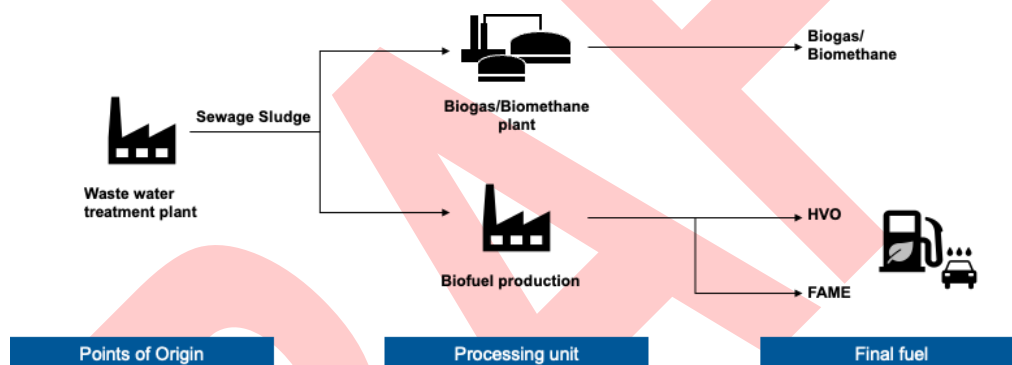 Biogas/
Biomethane
Sewage Sludge
Biogas/Biomethane
plant
Waste water
treatment plant
HVO
Biofuel production
FAME
Points of Origin
Processing unit
Final fuel